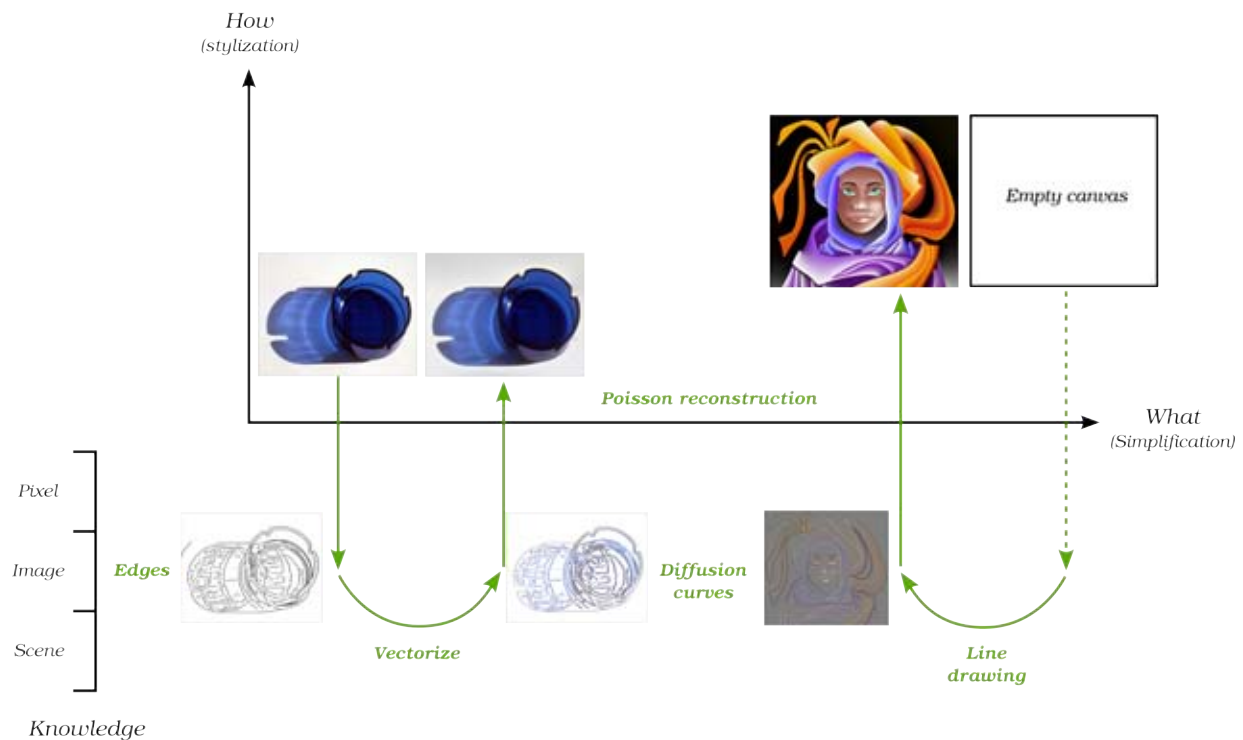 How
(stylization)
Empty canvas
Poisson reconstruction
What
(Simplification)
Pixel
Image
Scene
Knowledge
Edges
Vectorize
Diffusion
curves
Line
drawing